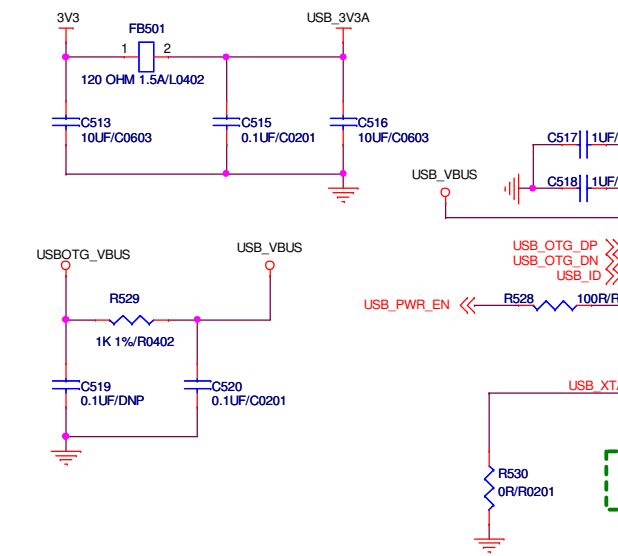 3V3
USB_3V3A
FB501
1
2
120 OHM 1.5A/L0402
C513
10UF/C0603
C515
0.1UF/C0201
C516
10UF/C0603
C517
1UF/
USB_VBUS
C518
1UF/
USBOTG_VBUS
USB_VBUS
USB_OTG_DP
USB_OTG_DN
USB_ID
R529
1K 1%/R0402
USB_PWR_EN
R528
100R/R
C519
0.1UF/DNP
C520
0.1UF/C0201
USB_XTA
R530
0R/R0201